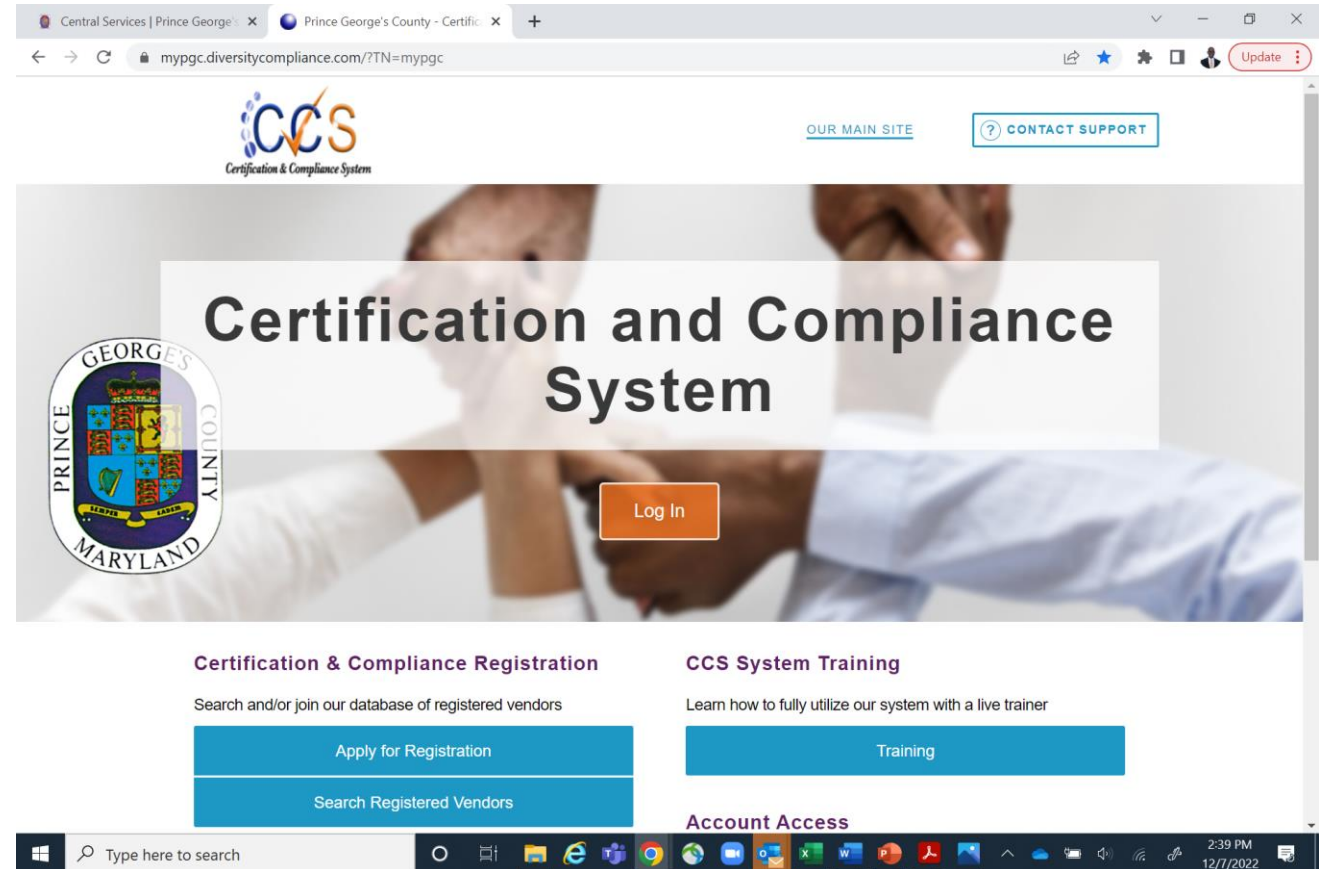 Central Services | Prince George's
Prince George's County - Certific
mypgc.diversitycompliance.com/?TN=mypgc
Update
CCS
Certification & Compliance System
OUR MAIN SITE
? CONTACT SUPPORT
Certification and Compliance
System
PRINCE GEORGE'S COUNTY MARYLAND
SEMPER EADEM
Log In
Certification & Compliance Registration
Search and/or join our database of registered vendors
Apply for Registration
Search Registered Vendors
CCS System Training
Learn how to fully utilize our system with a live trainer
Training
Account Access
Type here to search
2:39 PM
12/7/2022